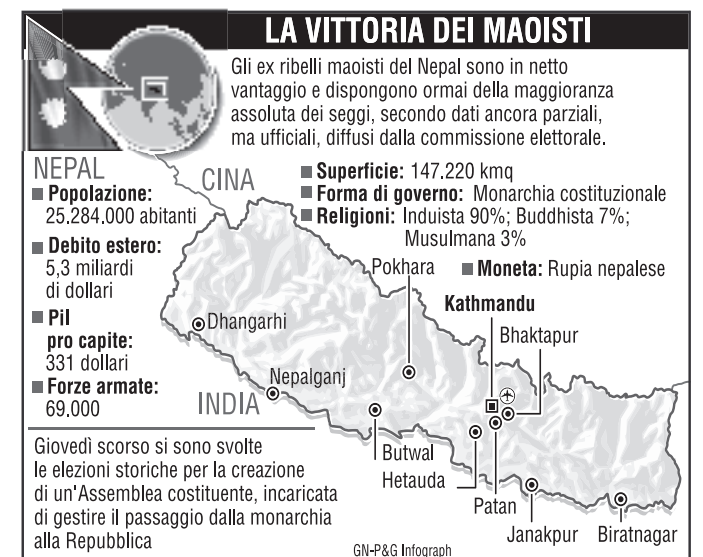 LA VITTORIA DEI MAOISTI
Gli ex ribelli maoisti del Nepal sono in netto
vantaggio e dispongono ormai della maggioranza
assoluta dei seggi, secondo dati ancora parziali,
ma ufficiali, diffusi dalla commissione elettorale.
NEPAL
Popolazione:
25.284.000 abitanti
Debito estero:
5,3 miliardi
di dollari
Pil
pro capite:
331 dollari
Forze armate:
69.000
Superficie: 147.220 kmq
Forma di governo: Monarchia costituzionale
Religioni: Induista 90%; Buddhista 7%;
Musulmana 3%
Moneta: Rupia nepalese
CINA
Pokhara
Kathmandu
Bhaktapur
Dhangarhi
Nepalganj
INDIA
Butwal
Hetauda
Patan
Janakpur
Biratnagar
Giovedì scorso si sono svolte
le elezioni storiche per la creazione
di un'Assemblea costituente, incaricata
di gestire il passaggio dalla monarchia
alla Repubblica
GN-P&G Infograph